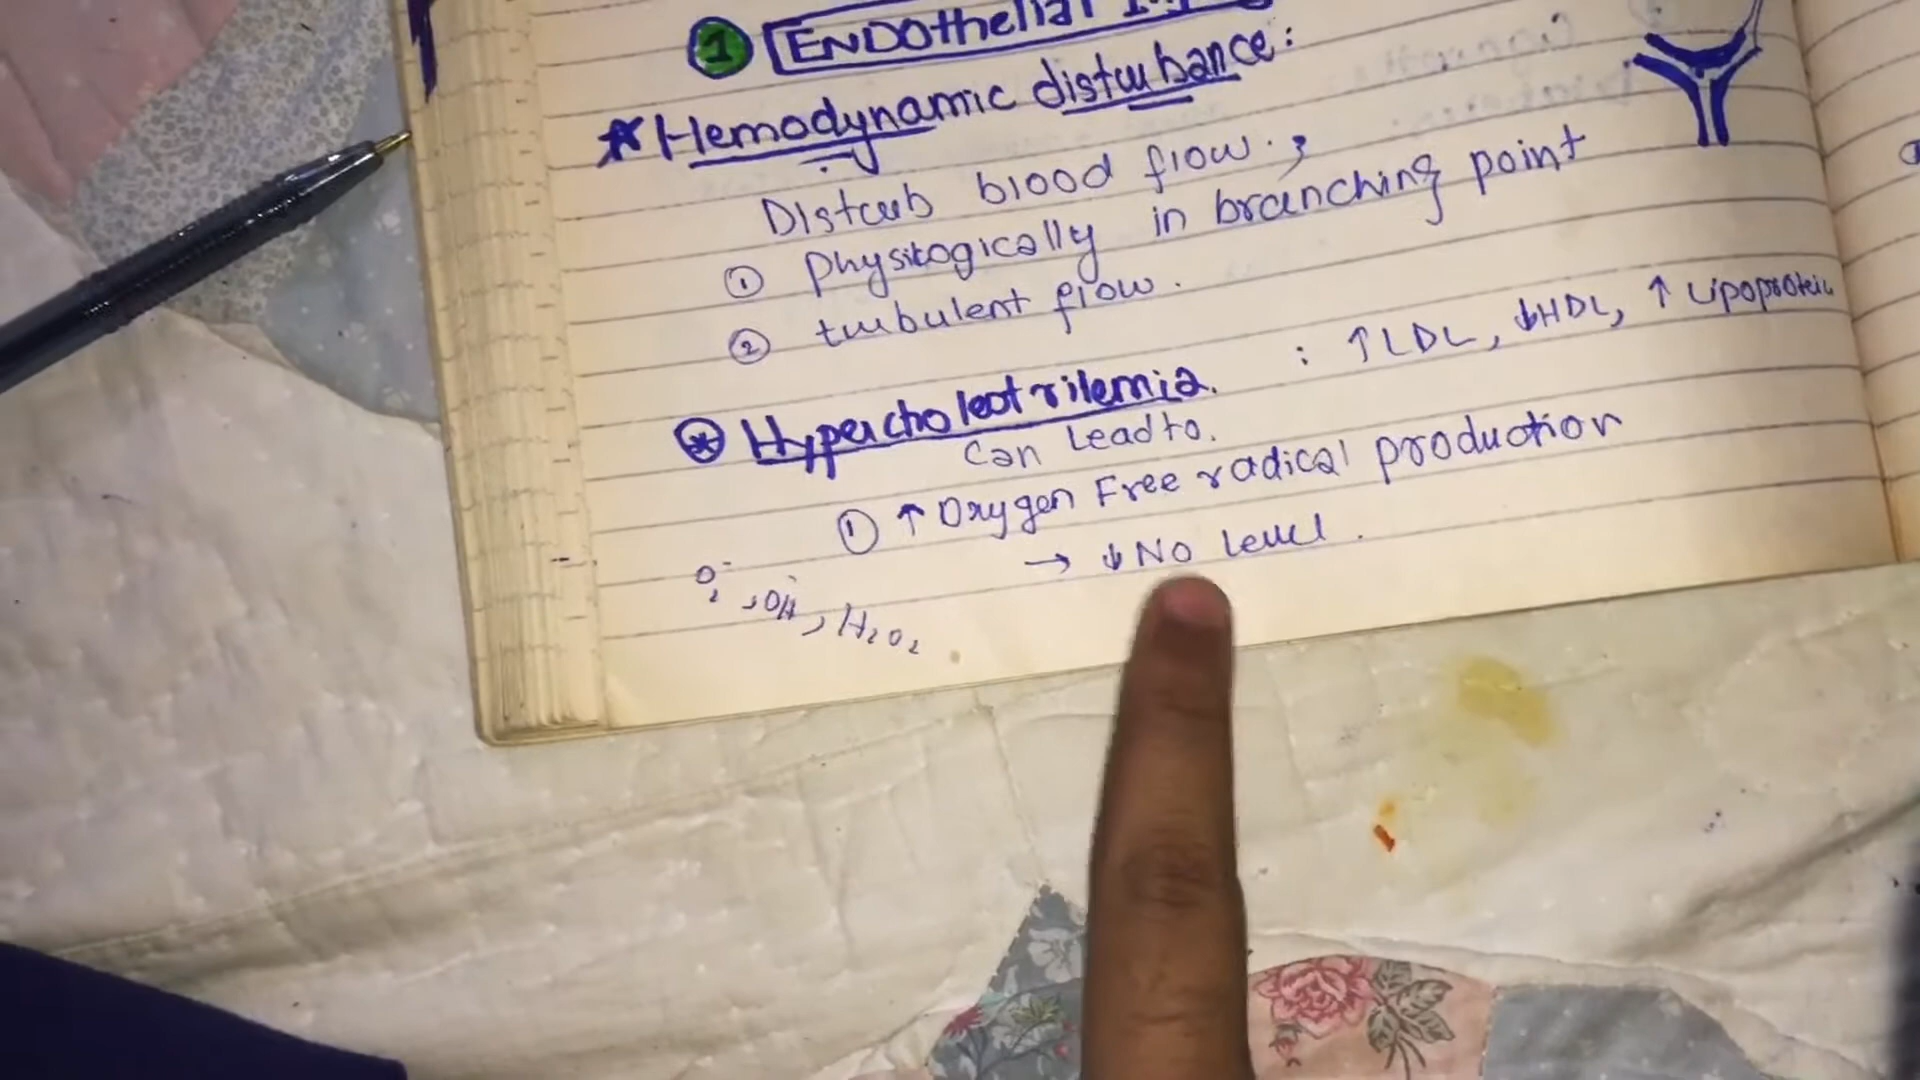 1 ENDOthelial
* Hemodynamic disturbance:
Disturb blood flow. ;
① physiologically in branching point
② turbulent flow.
* Hypercholeotrilemia. : ↑ LDL, ↓HDL, ↑ Lipoprotein
can Lead to.
① ↑ Oxygen Free radical production
→ ↓ NO level.
O₂⁻, OH, H₂O₂